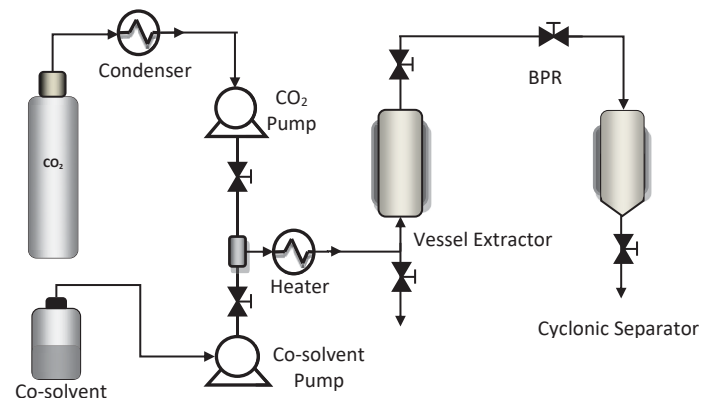 Condenser
CO₂
Pump
BPR
CO₂
Vessel Extractor
Heater
Cyclonic Separator
Co-solvent
Pump
Co-solvent